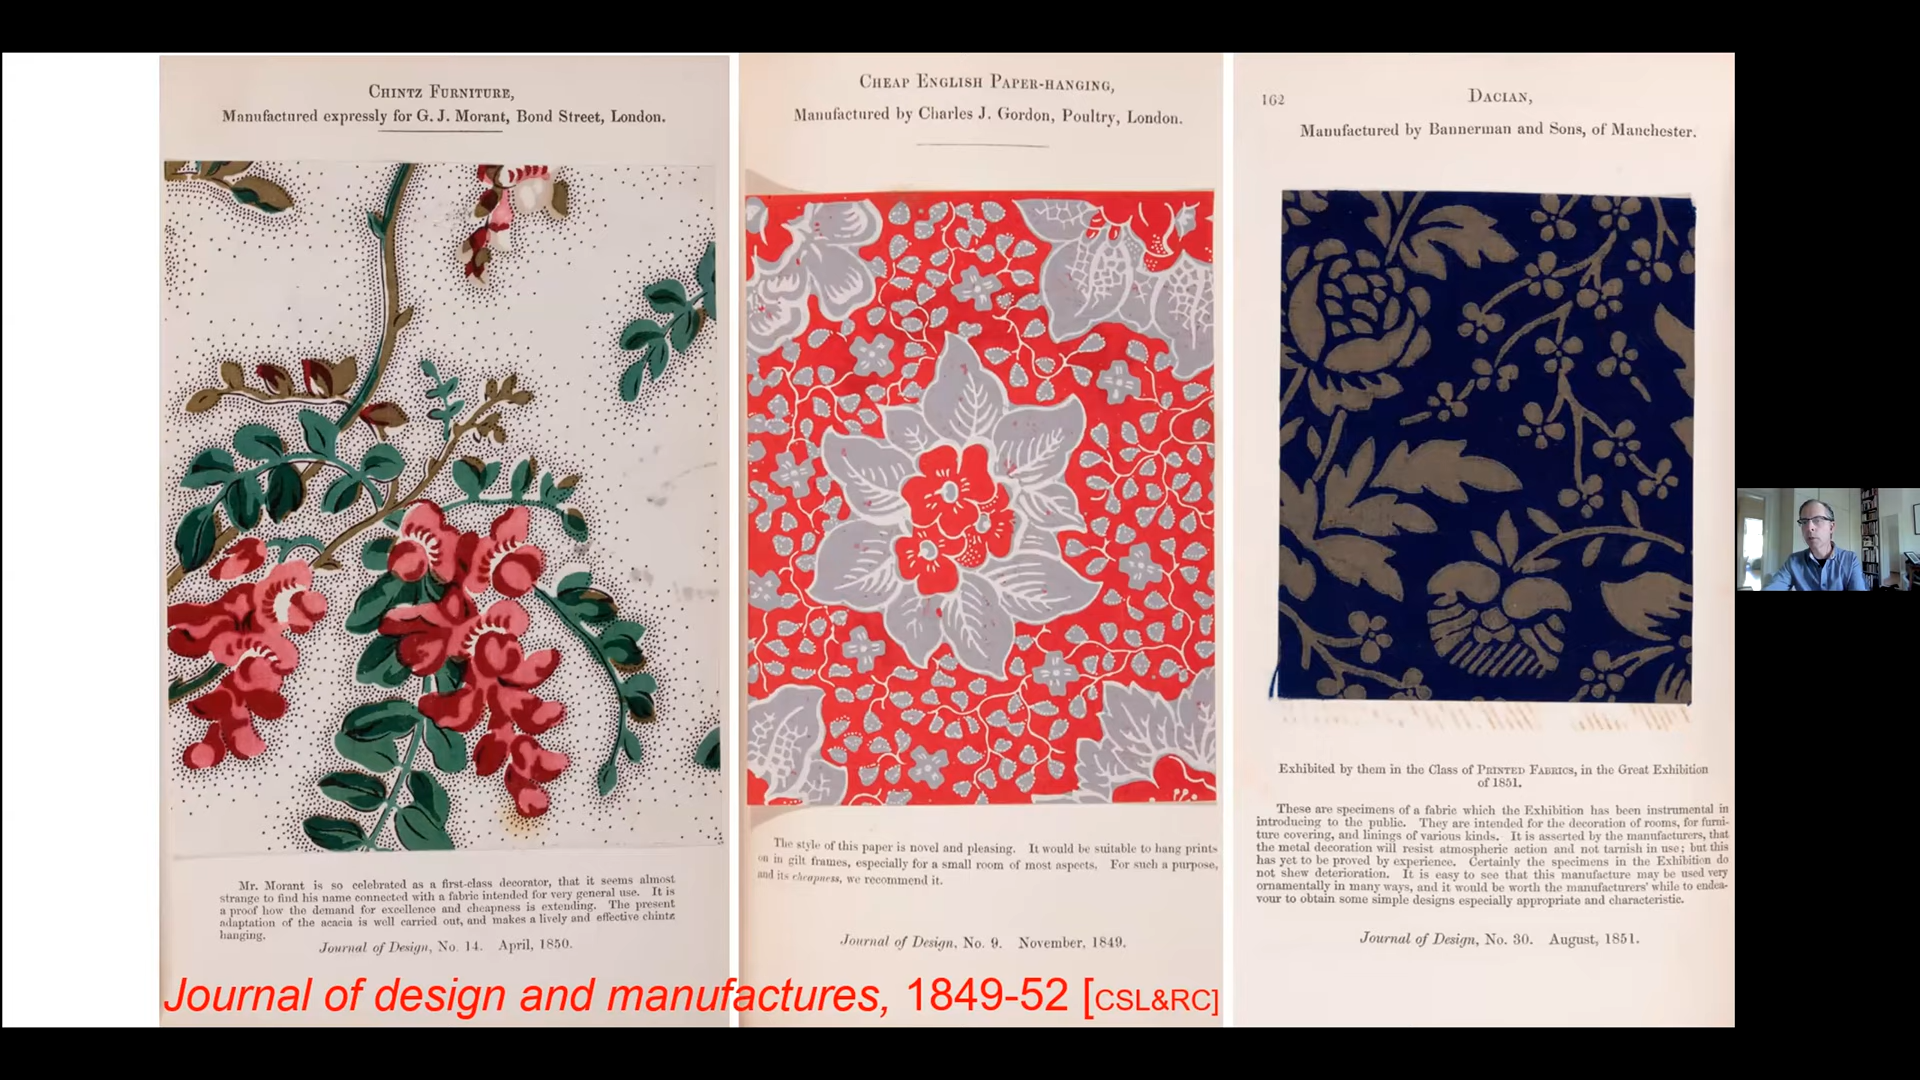 CHINTZ FURNITURE,
Manufactured expressly for G. J. Morant, Bond Street, London.
Mr. Morant is so celebrated as a first-class decorator, that it seems almost
strange to find his name connected with a fabric intended for very general use. It is
a proof how the demand for excellence and cheapness is extending. The present
adaptation of the acacia is well carried out, and makes a lively and effective chintz
hanging.
Journal of Design, No. 14. April, 1850.
CHEAP ENGLISH PAPER-HANGING,
Manufactured by Charles J. Gordon, Poultry, London.
The style of this paper is novel and pleasing. It would be suitable to hang prints
on in gilt frames, especially for a small room of most aspects. For such a purpose,
and its cheapness, we recommend it.
Journal of Design, No. 9. November, 1849.
162
DACIAN,
Manufactured by Bannerman and Sons, of Manchester.
Exhibited by them in the Class of PRINTED FABRICS, in the Great Exhibition
of 1851.
These are specimens of a fabric which the Exhibition has been instrumental in
introducing to the public. They are intended for the decoration of rooms, for furni-
ture covering, and linings of various kinds. It is asserted by the manufacturers, that
the metal decoration will resist atmospheric action and not tarnish in use; but this
has yet to be proved by experience. Certainly the specimens in the Exhibition do
not shew deterioration. It is easy to see that this manufacture may be used very
ornamentally in many ways, and it would be worth the manufacturers' while to endea-
vour to obtain some simple designs especially appropriate and characteristic.
Journal of Design, No. 30. August, 1851.
Journal of design and manufactures, 1849-52 [CSL&RC]